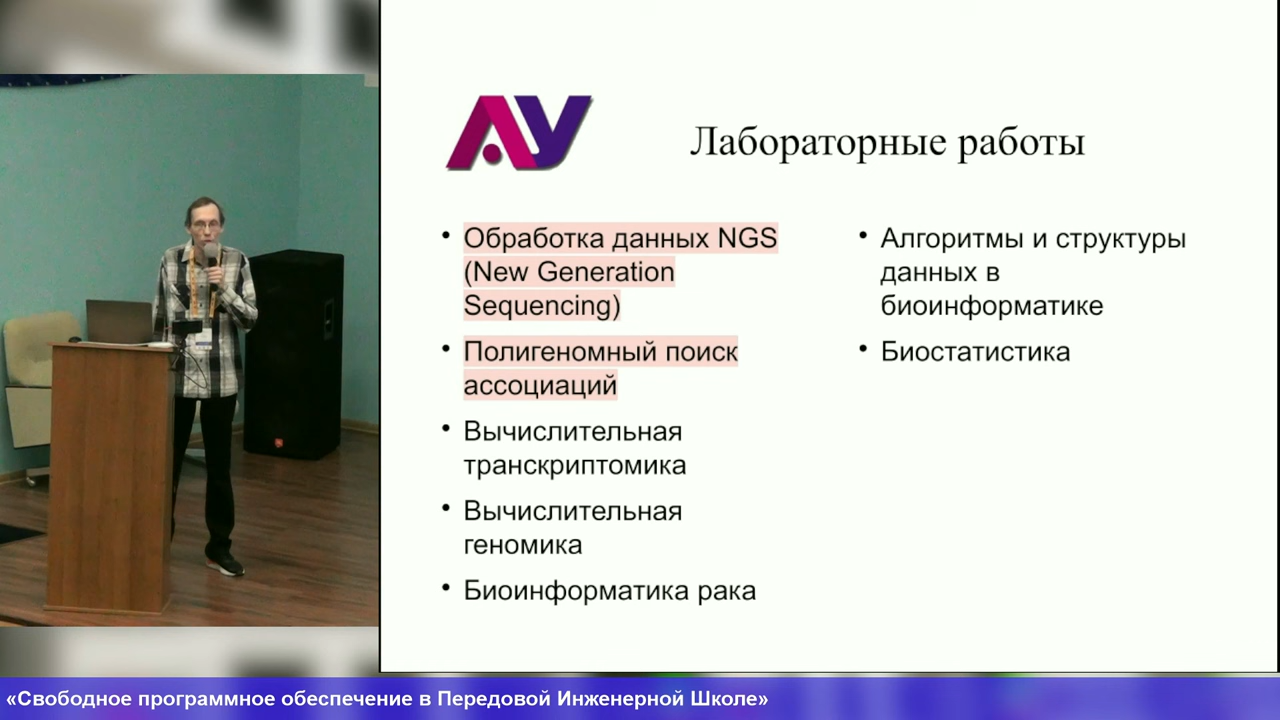 АУ
Лабораторные работы
• Обработка данных NGS
(New Generation
Sequencing)
• Полигеномный поиск
ассоциаций
• Вычислительная
транскриптомика
• Вычислительная
геномика
• Биоинформатика рака
• Алгоритмы и структуры
данных в
биоинформатике
• Биостатистика
«Свободное программное обеспечение в Передовой Инженерной Школе»